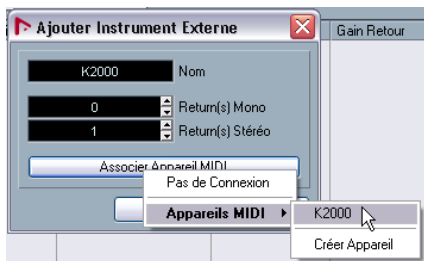 Ajouter Instrument Externe
Gain Retour
K2000 Nom
0 Return(s) Mono
1 Return(s) Stéréo
Associer Appareil MIDI
Pas de Connexion
Appareils MIDI
K2000
Créer Appareil